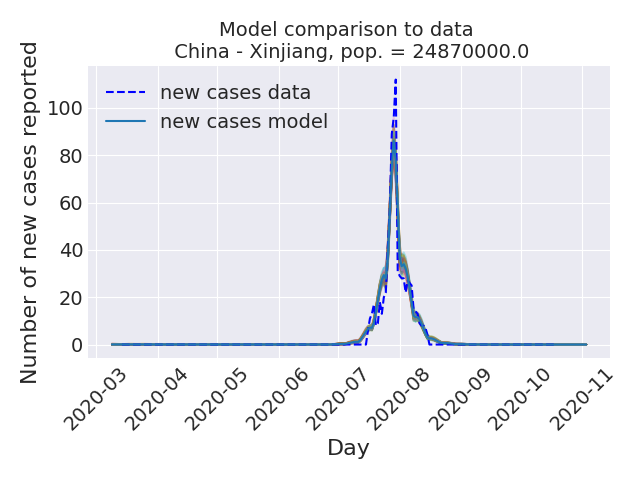 Model comparison to data
China - Xinjiang, pop. = 24870000.0
Number of new cases reported
100
80
60
40
20
0
new cases data
new cases model
2020-03
2020-04
2020-05
2020-06
2020-07
2020-08
2020-09
2020-10
2020-11
Day